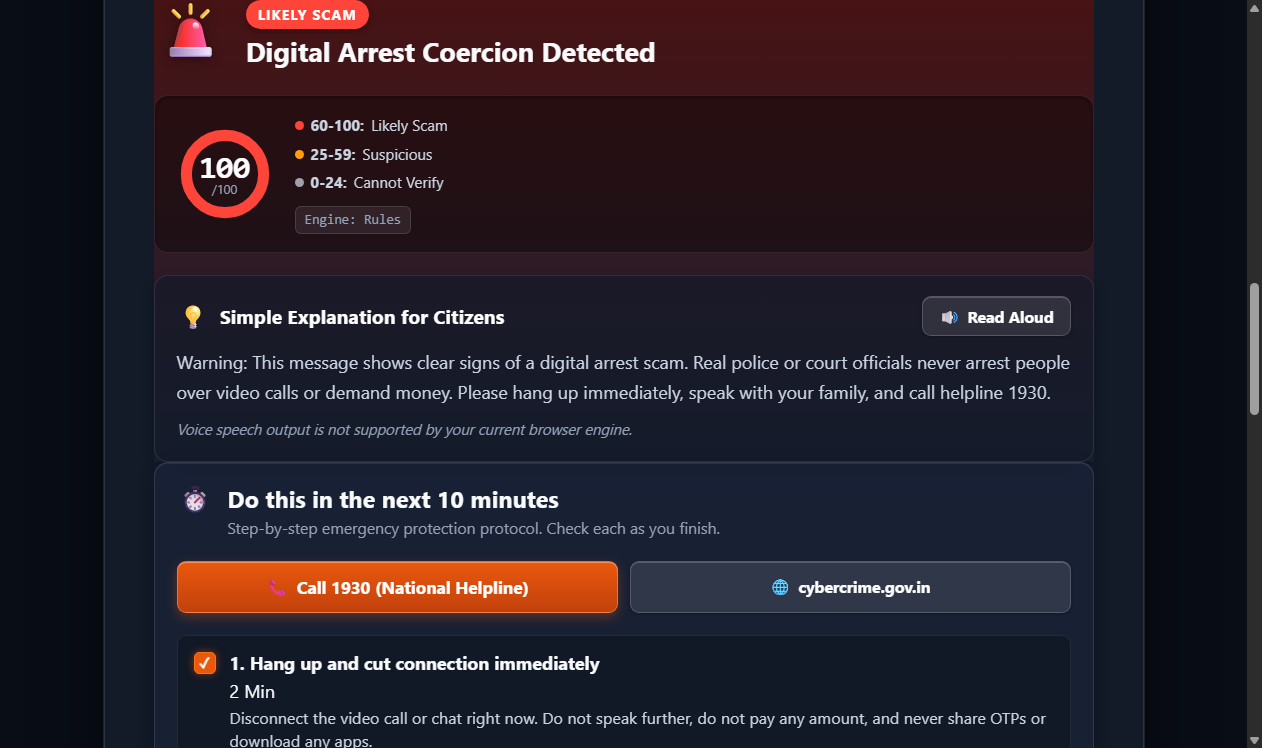 LIKELY SCAM
Digital Arrest Coercion Detected
100
/100
60-100: Likely Scam
25-59: Suspicious
0-24: Cannot Verify
Engine: Rules
Simple Explanation for Citizens
Read Aloud
Warning: This message shows clear signs of a digital arrest scam. Real police or court officials never arrest people
over video calls or demand money. Please hang up immediately, speak with your family, and call helpline 1930.
Voice speech output is not supported by your current browser engine.
Do this in the next 10 minutes
Step-by-step emergency protection protocol. Check each as you finish.
Call 1930 (National Helpline)
cybercrime.gov.in
1. Hang up and cut connection immediately
2 Min
Disconnect the video call or chat right now. Do not speak further, do not pay any amount, and never share OTPs or
download any apps.